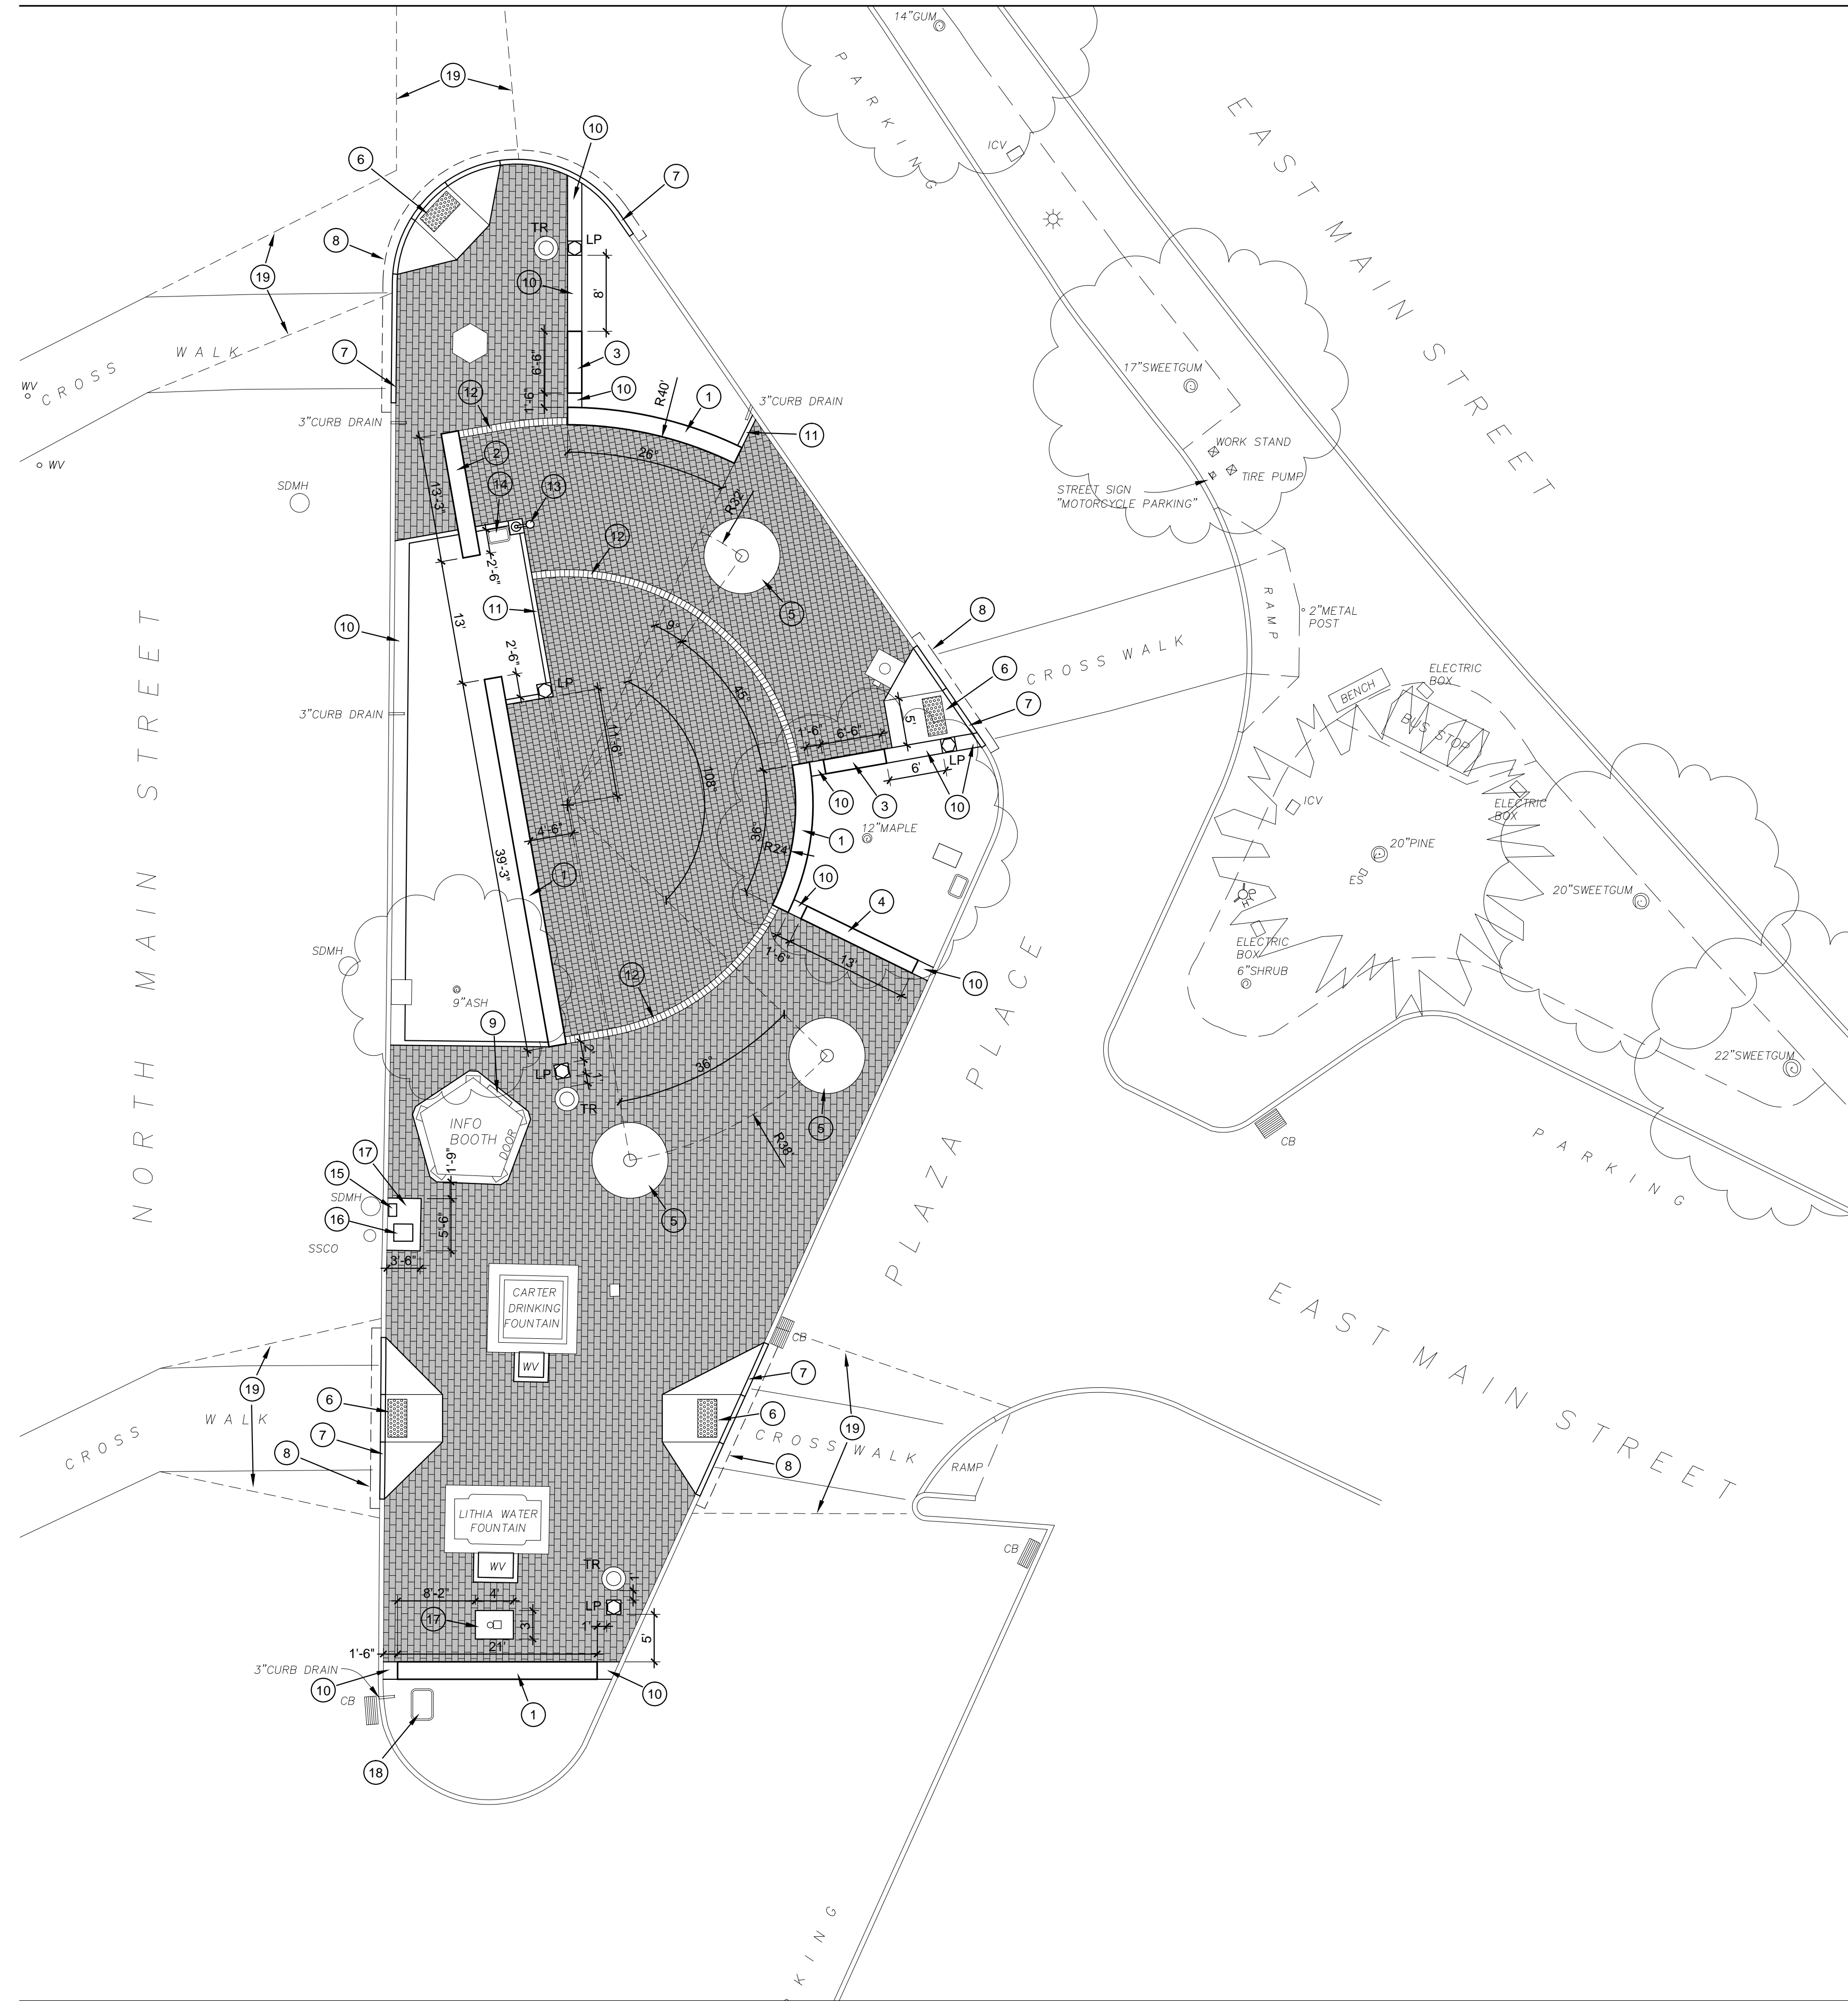 14"GUM
PARKING
EAST MAIN STREET
ICV
19
10
6
7
TR
LP
8
10
8'
19
CROSS WALK
7
6'-6"
3
10
1'-6"
R40'
1
3"CURB DRAIN
11
WV
WV
3"CURB DRAIN
12
2
14
13
13'-3"
26°
R32'
SDMH
17"SWEETGUM
WORK STAND
TIRE PUMP
STREET SIGN
"MOTORCYCLE PARKING"
12
2'-6"
5
11
10
13'
2'-6"
LP
9°
45°
108°
11'-6"
4'-6"
36°
R24'
39'-3"
1
3"CURB DRAIN
NORTH MAIN STREET
8
6
7
5'
1'-6"
6'-6"
6'
LP
10
3
10
12"MAPLE
1
10
4
1'-6"
13'
10
CROSS WALK
RAMP
2"METAL
POST
BENCH
ELECTRIC
BOX
BUS STOP
ELECTRIC
BOX
ICV
20"PINE
ES
20"SWEETGUM
ELECTRIC
BOX
6"SHRUB
22"SWEETGUM
SDMH
9"ASH
9
12
2'
1'
LP
TR
36°
5
R38'
INFO
BOOTH
DOOR
1'-9"
17
15
SDMH
16
SSCO
5'-6"
3'-6"
5
PLAZA PLACE
CB
PARKING
CARTER
DRINKING
FOUNTAIN
WV
CB
EAST MAIN STREET
19
CROSS WALK
6
7
8
7
6
8
19
CROSS WALK
RAMP
LITHIA WATER
FOUNTAIN
WV
CB
TR
1'
LP
1'
5'
8'-2"
4'
17
3'
21'
1'-6"
3"CURB DRAIN
10
CB
1
10
18
KING